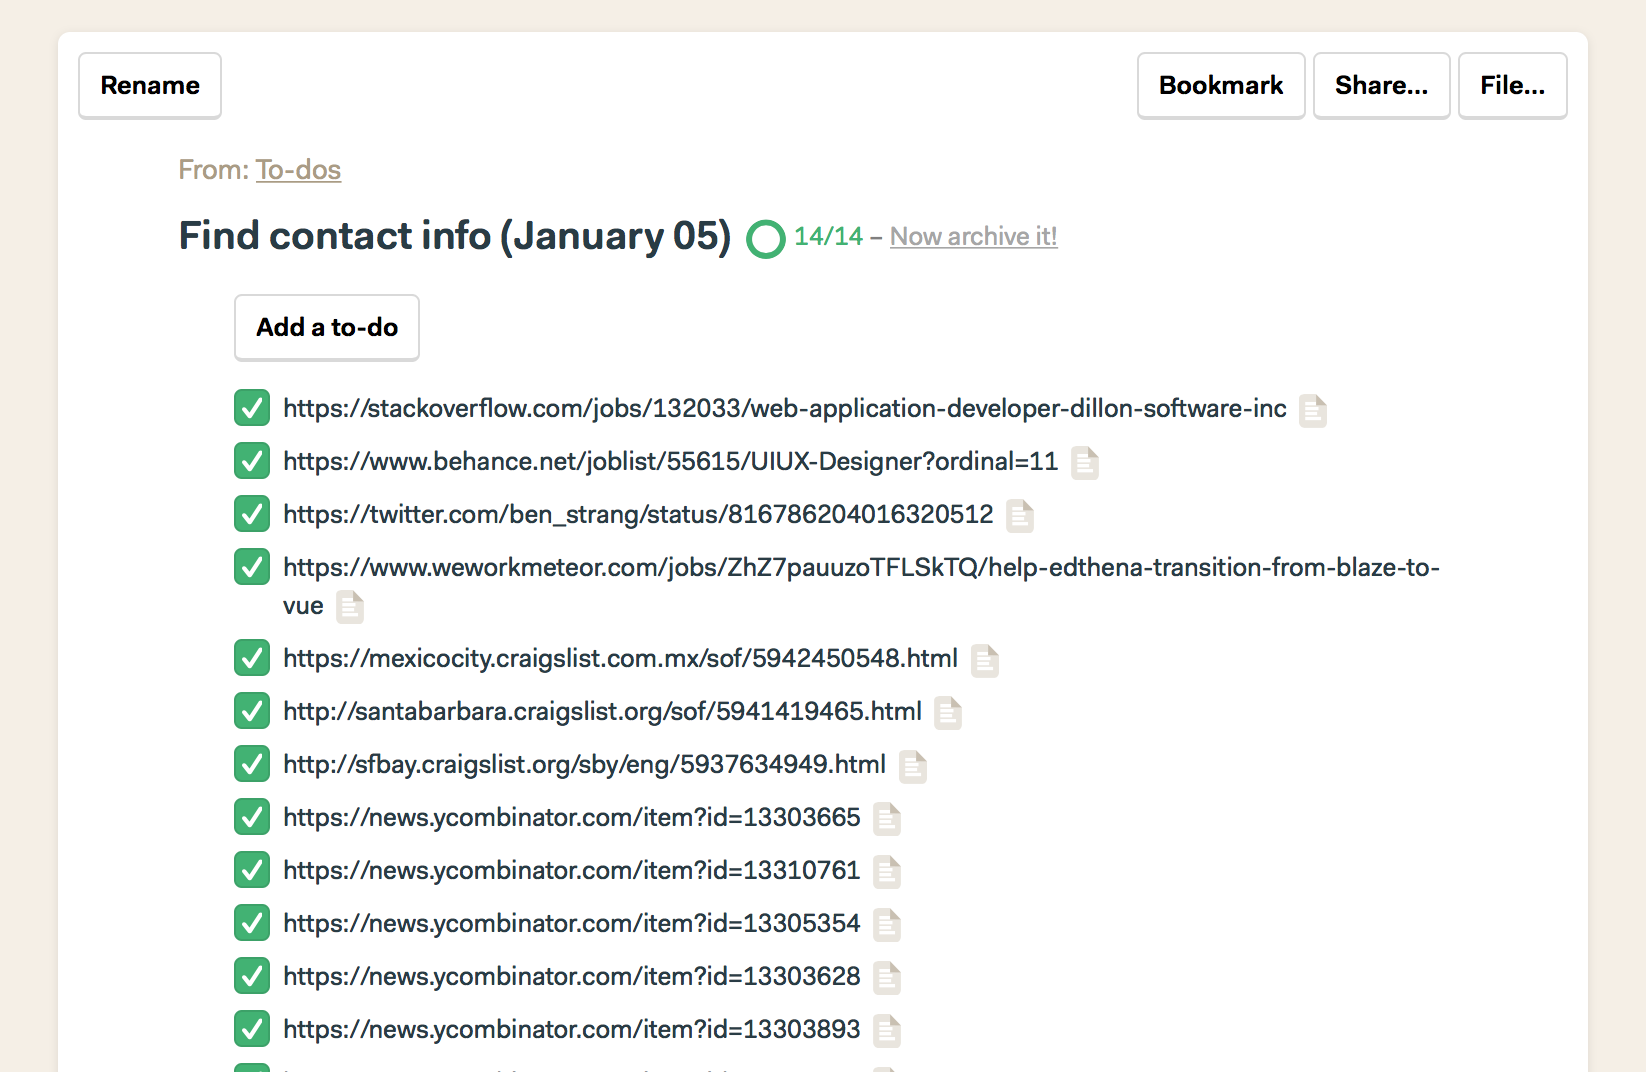 Rename
Bookmark
Share...
File...
From: To-dos
Find contact info (January 05) 14/14 – Now archive it!
Add a to-do
https://stackoverflow.com/jobs/132033/web-application-developer-dillon-software-inc
https://www.behance.net/joblist/55615/UIUX-Designer?ordinal=11
https://twitter.com/ben_strang/status/816786204016320512
https://www.weworkmeteor.com/jobs/ZhZ7pauuzoTFLSkTQ/help-edthena-transition-from-blaze-to-
vue
https://mexicocity.craigslist.com.mx/sof/5942450548.html
http://santabarbara.craigslist.org/sof/5941419465.html
http://sfbay.craigslist.org/sby/eng/5937634949.html
https://news.ycombinator.com/item?id=13303665
https://news.ycombinator.com/item?id=13310761
https://news.ycombinator.com/item?id=13305354
https://news.ycombinator.com/item?id=13303628
https://news.ycombinator.com/item?id=13303893